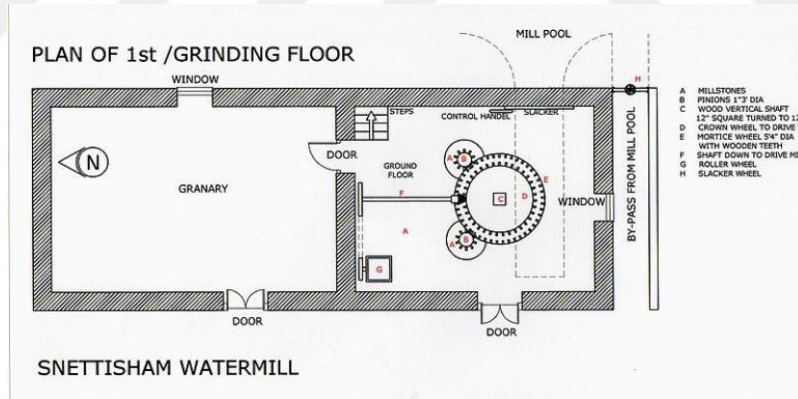 MILL POOL
PLAN OF 1st /GRINDING FLOOR
WINDOW
H
STEPS
CONTROL HANDEL
SLACKER
DOOR
N
GRANARY
GROUND
FLOOR
A
B
E
F
C
D
WINDOW
A
A
B
G
BY-PASS FROM MILL POOL
DOOR
DOOR
A MILLSTONES
B PINIONS 1"3' DIA
C WOOD VERTICAL SHAFT
12" SQUARE TURNED TO
D CROWN WHEEL TO DRIVE
E MORTICE WHEEL 5'4" DIA
WITH WOODEN TEETH
F SHAFT DOWN TO DRIVE
G ROLLER WHEEL
H SLACKER WHEEL
SNETTISHAM WATERMILL